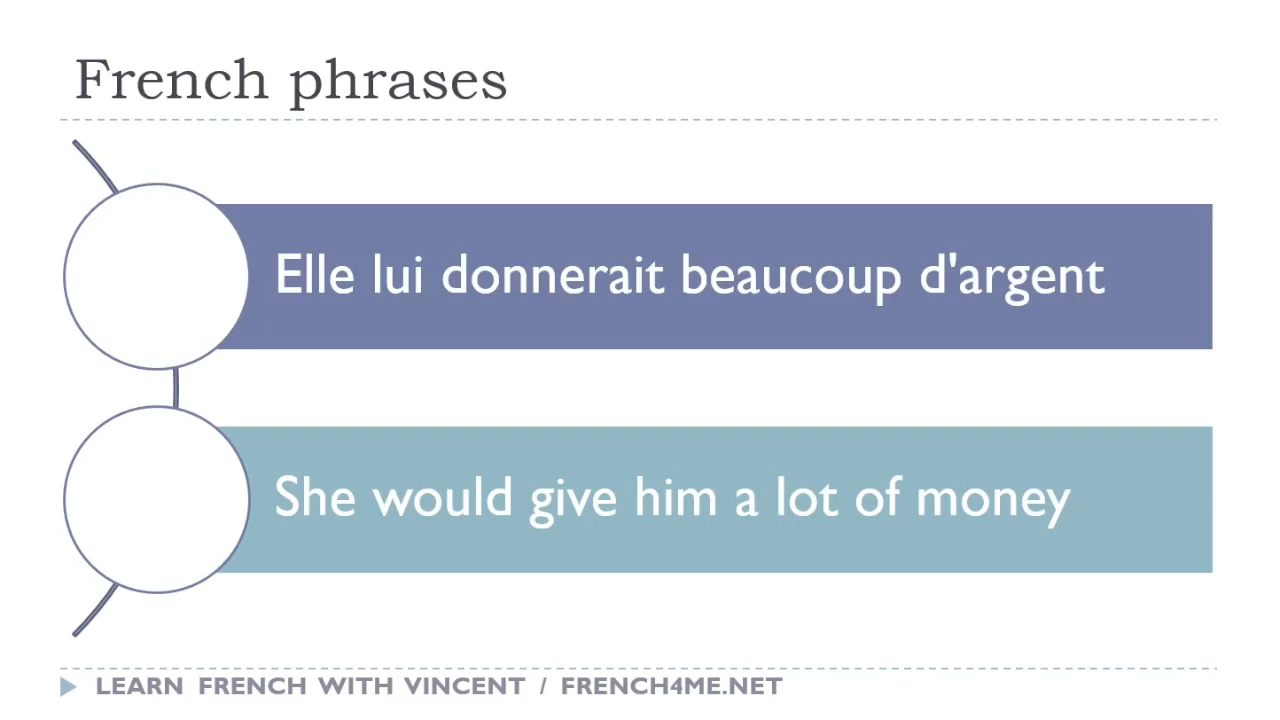 French phrases
Elle lui donnerait beaucoup d'argent
She would give him a lot of money
LEARN FRENCH WITH VINCENT / FRENCH4ME.NET